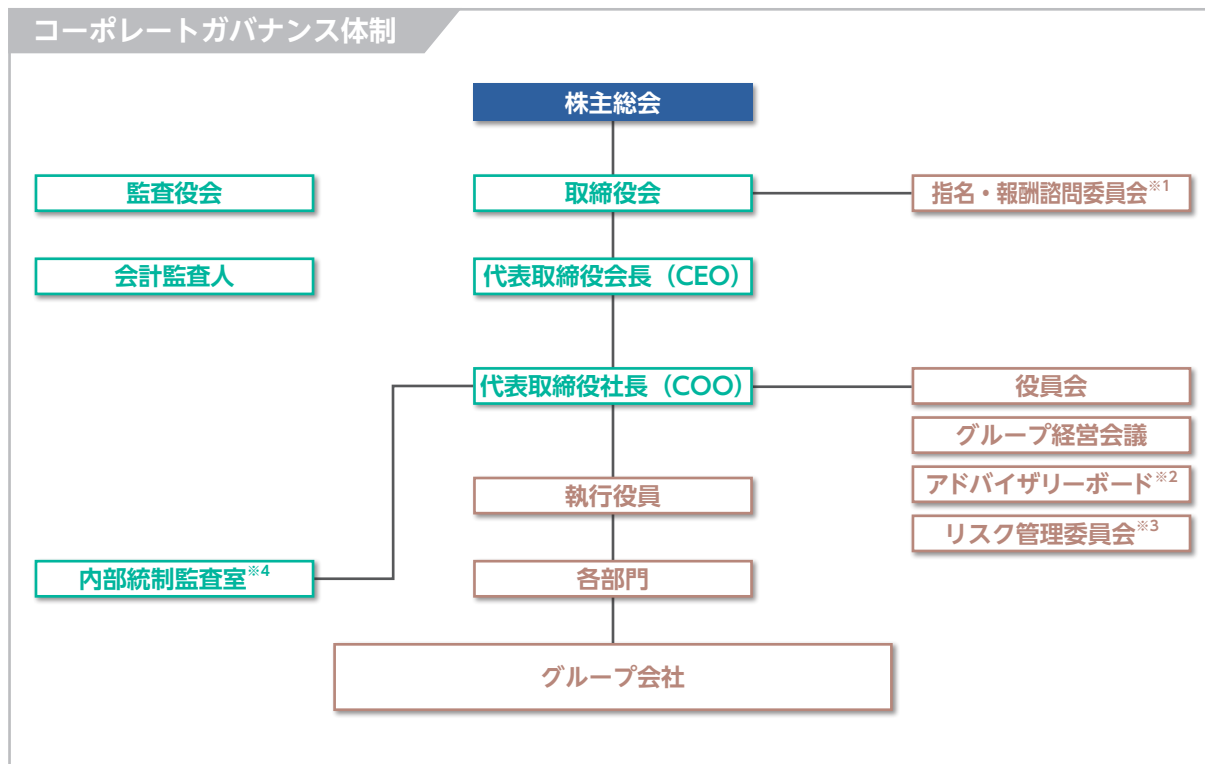 コーポレートガバナンス体制
株主総会
監査役会
取締役会
指名・報酬諮問委員会※1
会計監査人
代表取締役会長（CEO）
代表取締役社長（COO）
役員会
グループ経営会議
アドバイザリーボード※2
執行役員
リスク管理委員会※3
内部統制監査室※4
各部門
グループ会社